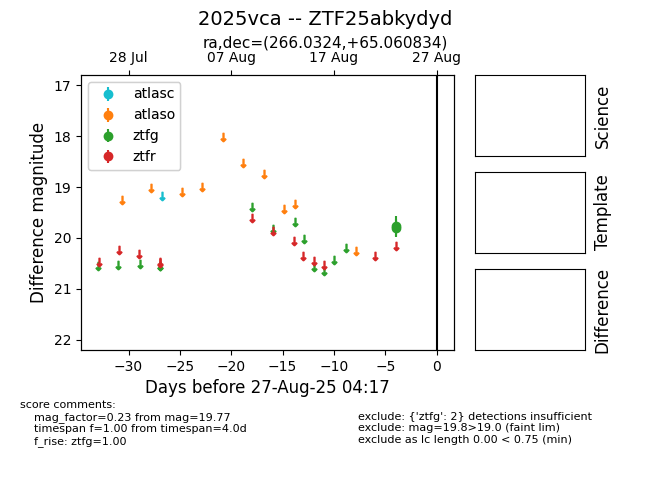 2025vca -- ZTF25abkydyd
ra,dec=(266.0324,+65.060834)
28 Jul
07 Aug
17 Aug
27 Aug
atlasc
atlaso
ztfg
ztfr
17
18
19
20
21
22
Difference magnitude
−30
−25
−20
−15
−10
−5
0
Days before 27-Aug-25 04:17
Science
Template
Difference
score comments:
mag_factor=0.23 from mag=19.77
timespan f=1.00 from timespan=4.0d
f_rise: ztfg=1.00
exclude: {'ztfg': 2} detections insufficient
exclude: mag=19.8>19.0 (faint lim)
exclude as lc length 0.00 < 0.75 (min)